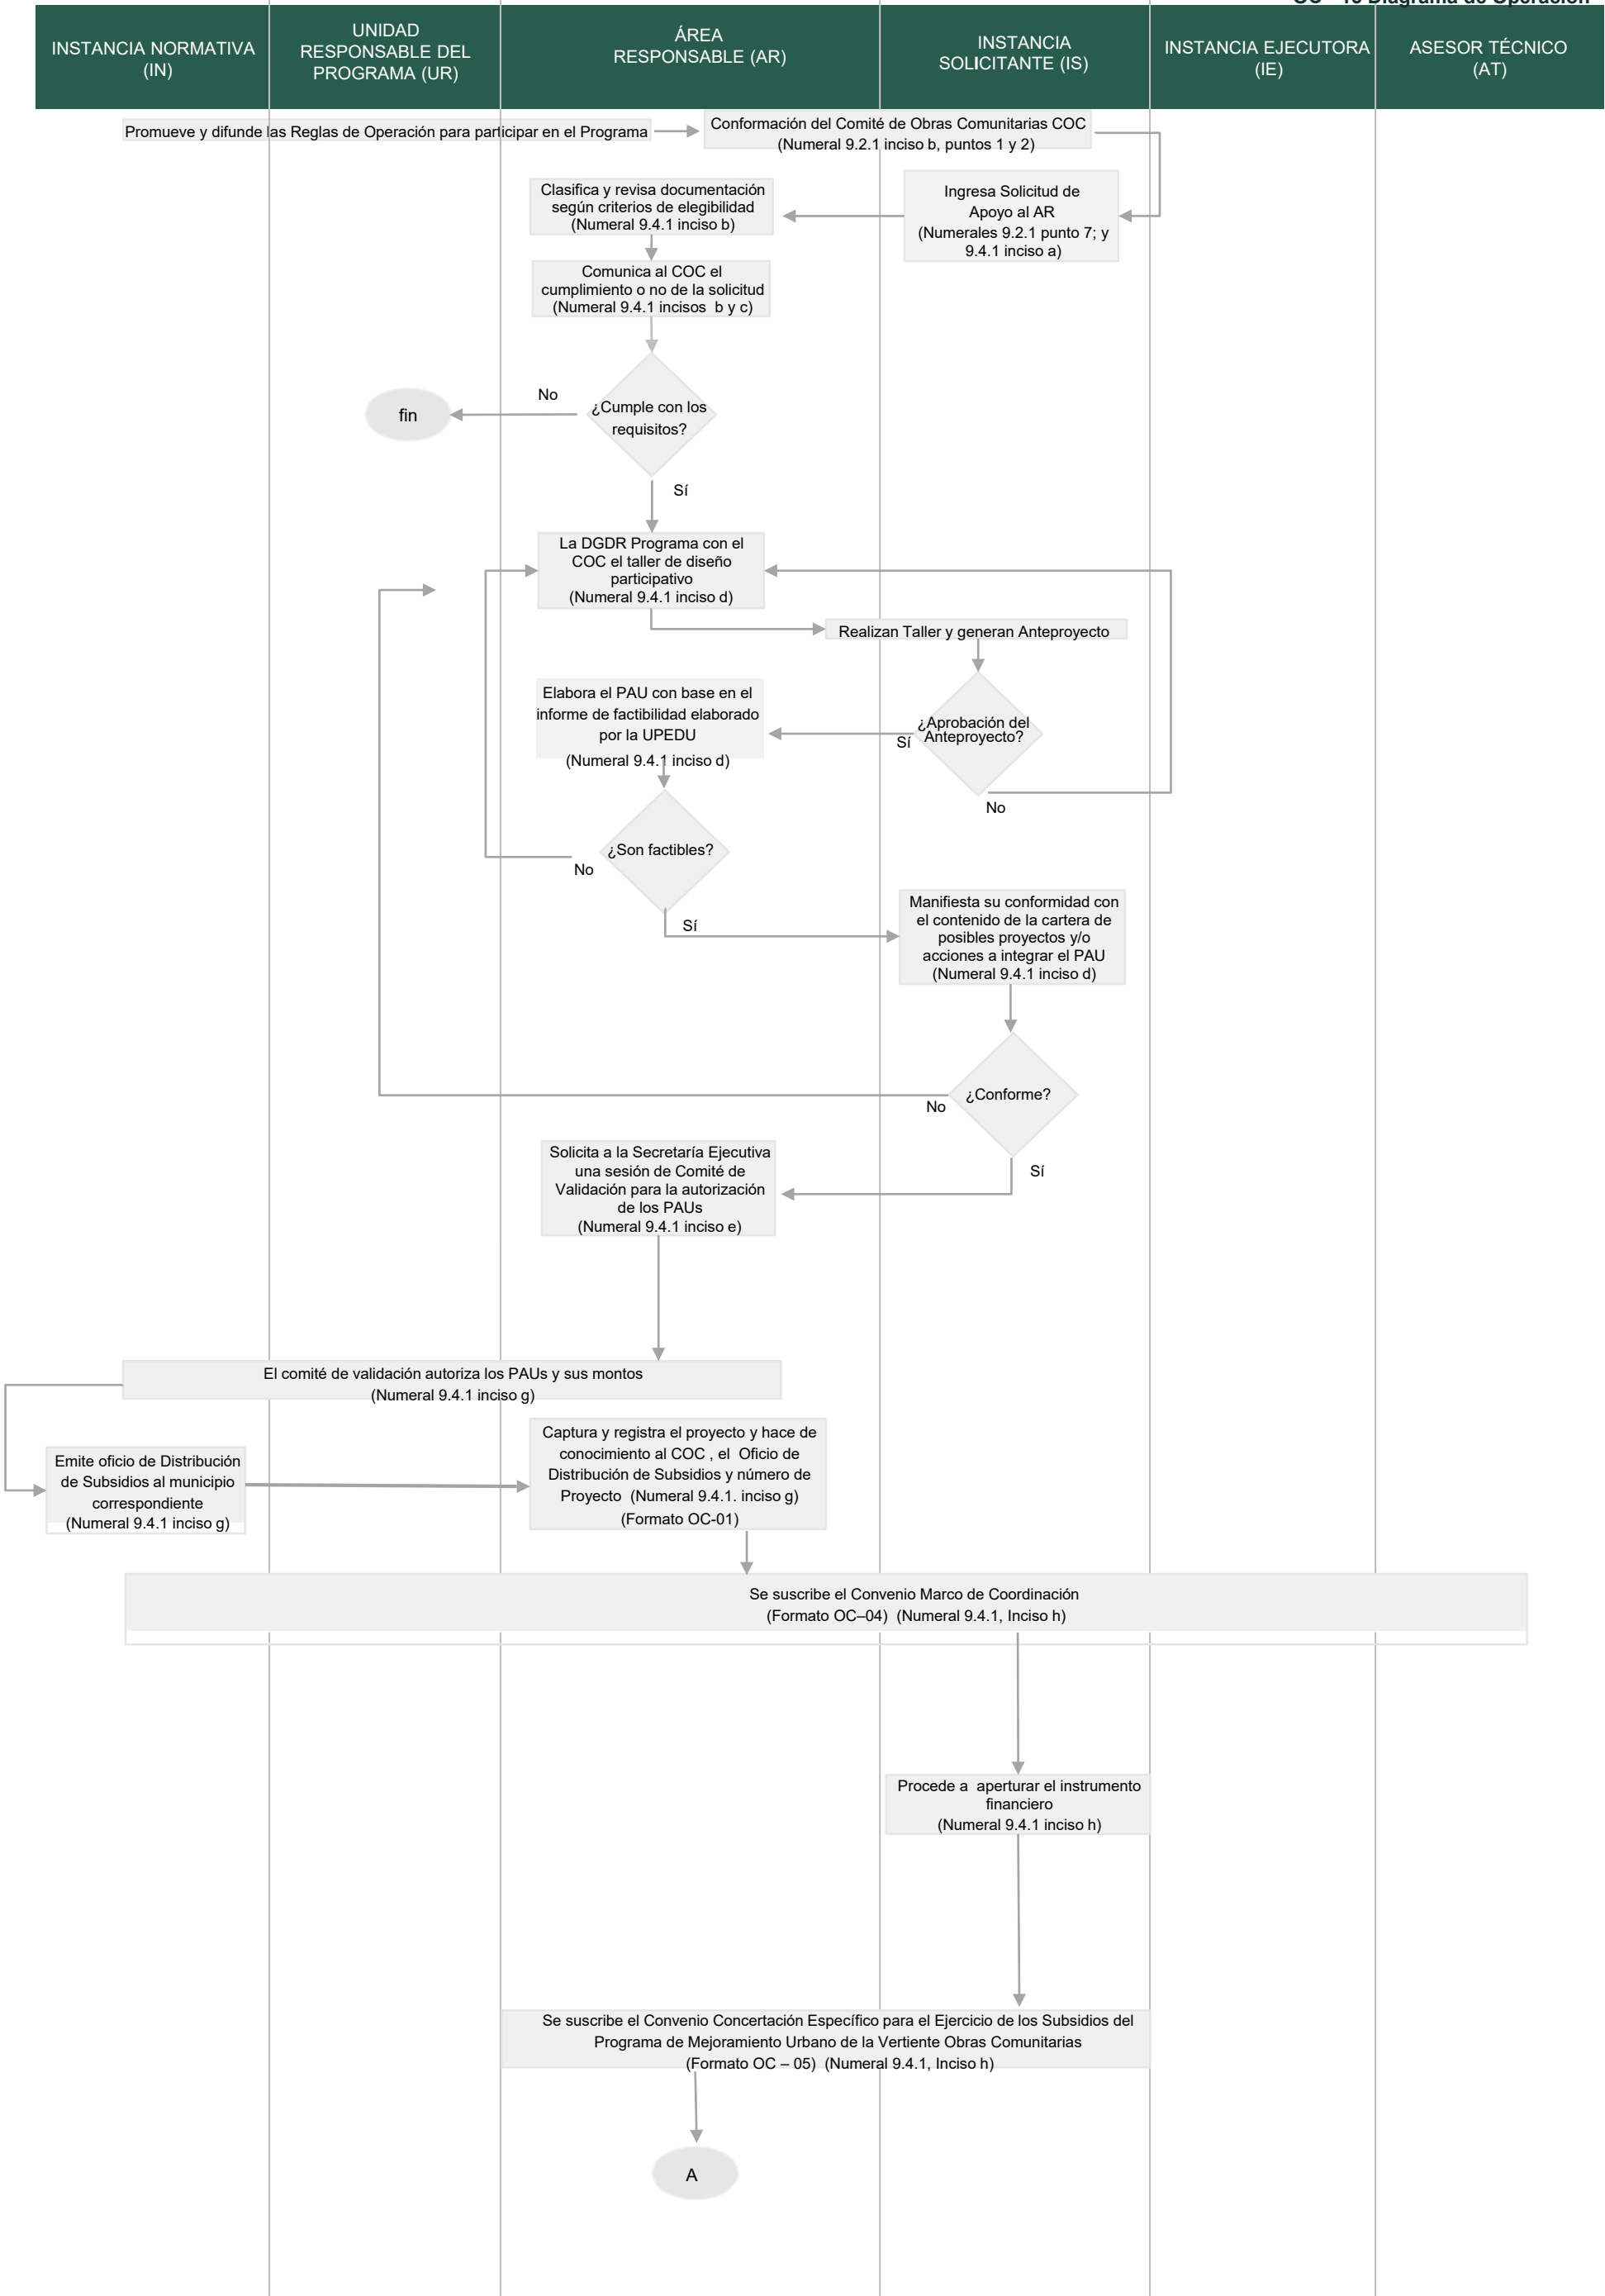 INSTANCIA NORMATIVA
(IN)
UNIDAD
RESPONSABLE DEL
PROGRAMA (UR)
ÁREA
RESPONSABLE (AR)
INSTANCIA
SOLICITANTE (IS)
INSTANCIA EJECUTORA
(IE)
ASESOR TÉCNICO
(AT)
Promueve y difunde las Reglas de Operación para participar en el Programa
Conformación del Comité de Obras Comunitarias COC
(Numeral 9.2.1 inciso b, puntos 1 y 2)
Clasifica y revisa documentación
según criterios de elegibilidad
(Numeral 9.4.1 inciso b)
Ingresa Solicitud de
Apoyo al AR
(Numerales 9.2.1 punto 7; y
9.4.1 inciso a)
Comunica al COC el
cumplimiento o no de la solicitud
(Numeral 9.4.1 incisos b y c)
No
fin
¿Cumple con los
requisitos?
Sí
La DGDR Programa con el
COC el taller de diseño
participativo
(Numeral 9.4.1 inciso d)
Realizan Taller y generan Anteproyecto
Elabora el PAU con base en el
informe de factibilidad elaborado
por la UPEDU
(Numeral 9.4.1 inciso d)
¿Aprobación del
Anteproyecto?
Sí
No
¿Son factibles?
No
Sí
Manifiesta su conformidad con
el contenido de la cartera de
posibles proyectos y/o
acciones a integrar el PAU
(Numeral 9.4.1 inciso d)
¿Conforme?
No
Sí
Solicita a la Secretaría Ejecutiva
una sesión de Comité de
Validación para la autorización
de los PAUs
(Numeral 9.4.1 inciso e)
El comité de validación autoriza los PAUs y sus montos
(Numeral 9.4.1 inciso g)
Emite oficio de Distribución
de Subsidios al municipio
correspondiente
(Numeral 9.4.1 inciso g)
Captura y registra el proyecto y hace de
conocimiento al COC , el Oficio de
Distribución de Subsidios y número de
Proyecto (Numeral 9.4.1. inciso g)
(Formato OC-01)
Se suscribe el Convenio Marco de Coordinación
(Formato OC–04) (Numeral 9.4.1, Inciso h)
Procede a aperturar el instrumento
financiero
(Numeral 9.4.1 inciso h)
Se suscribe el Convenio Concertación Específico para el Ejercicio de los Subsidios del
Programa de Mejoramiento Urbano de la Vertiente Obras Comunitarias
(Formato OC – 05) (Numeral 9.4.1, Inciso h)
A